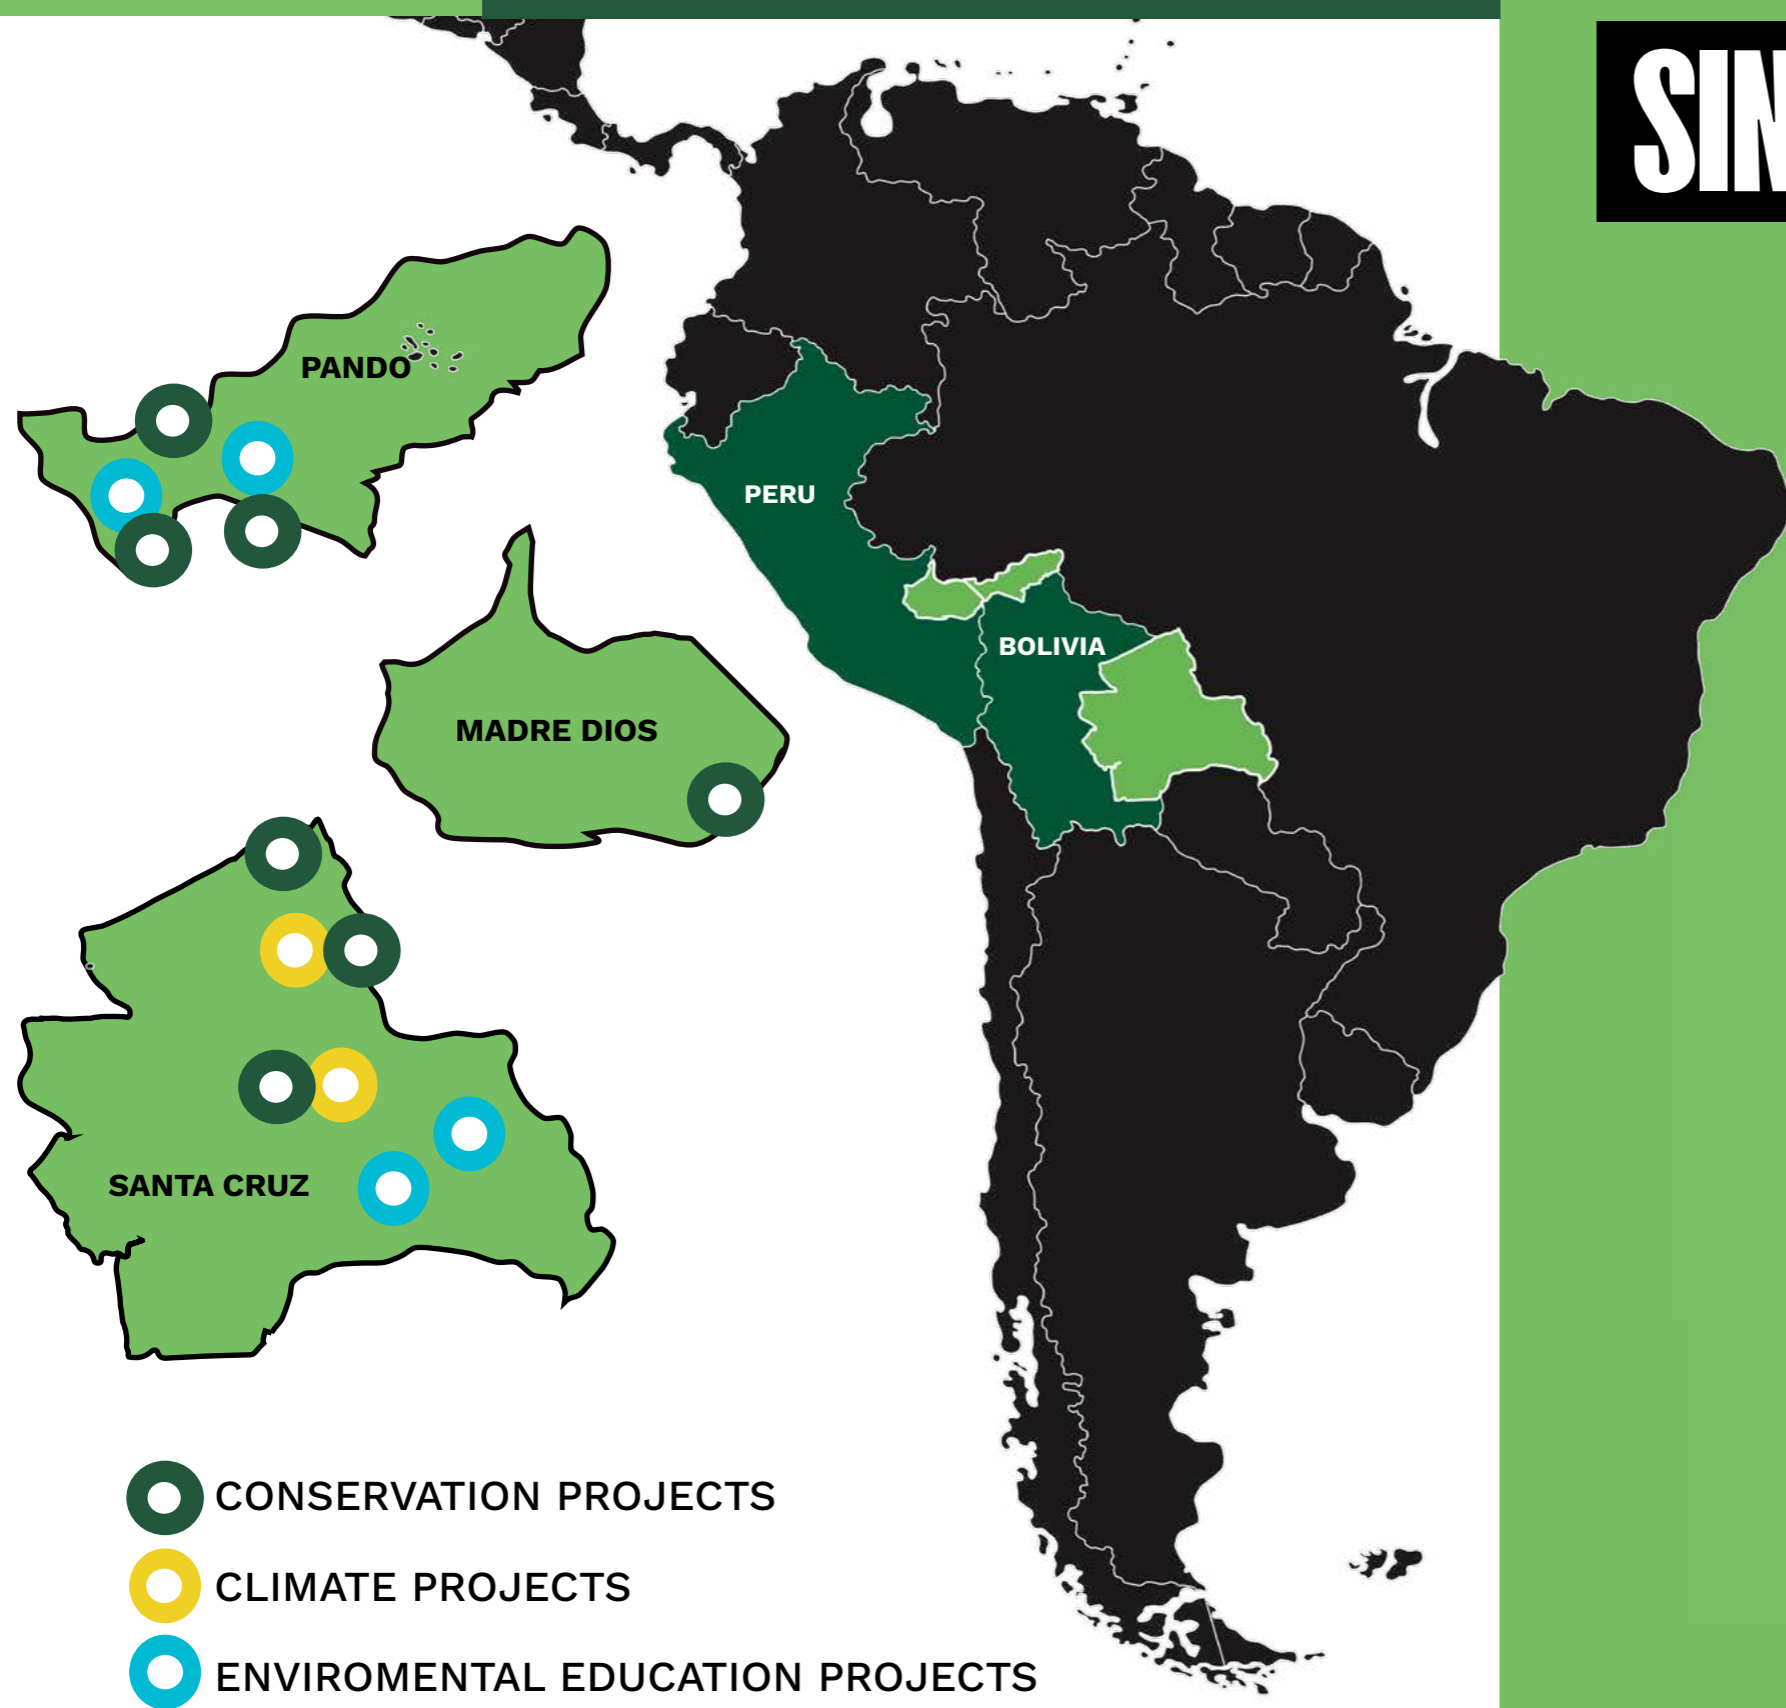 SIN
PANDO
PERU
BOLIVIA
MADRE DIOS
SANTA CRUZ
CONSERVATION PROJECTS
CLIMATE PROJECTS
ENVIROMENTAL EDUCATION PROJECTS